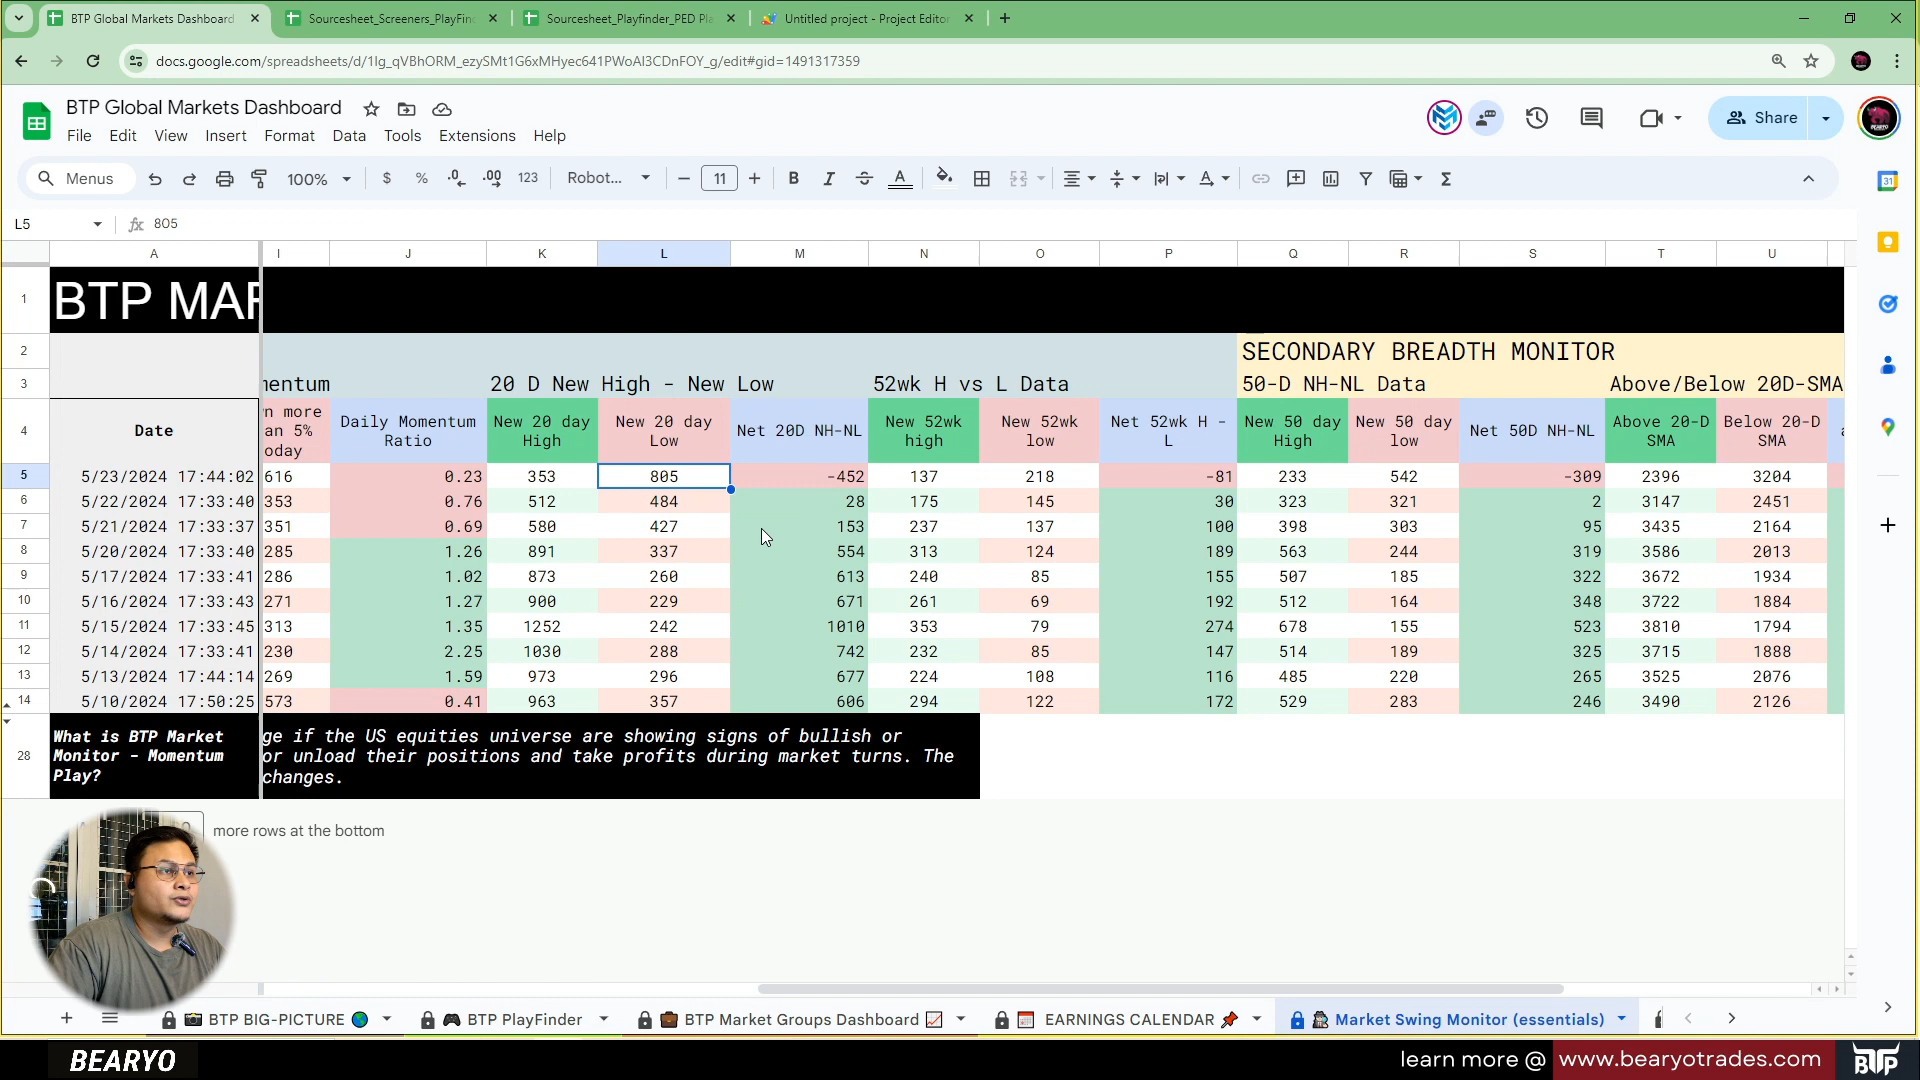 BTP Global Markets Dashboard
Sourcesheet_Screeners_PlayFin
Sourcesheet_Playfinder_PED Pl
Untitled project - Project Editor
docs.google.com/spreadsheets/d/1Ig_qVBhORM_ezySMt1G6xMHyec641PWoAI3CDnFOY_g/edit#gid=1491317359
BTP Global Markets Dashboard
File Edit View Insert Format Data Tools Extensions Help
Share
Menus 100% $ % .0 .00 123 Robot... 11 B I A
31
L5 fx 805
A I J K L M N O P Q R S T U
1 BTP MAR
2 SECONDARY BREADTH MONITOR
3 mentum 20 D New High - New Low 52wk H vs L Data 50-D NH-NL Data Above/Below 20D-SMA
4 Date n more an 5% oday Daily Momentum Ratio New 20 day High New 20 day Low Net 20D NH-NL New 52wk high New 52wk low Net 52wk H - L New 50 day High New 50 day low Net 50D NH-NL Above 20-D SMA Below 20-D SMA
5 5/23/2024 17:44:02 616 0.23 353 805 -452 137 218 -81 233 542 -309 2396 3204
6 5/22/2024 17:33:40 353 0.76 512 484 28 175 145 30 323 321 2 3147 2451
7 5/21/2024 17:33:37 351 0.69 580 427 153 237 137 100 398 303 95 3435 2164
8 5/20/2024 17:33:40 285 1.26 891 337 554 313 124 189 563 244 319 3586 2013
9 5/17/2024 17:33:41 286 1.02 873 260 613 240 85 155 507 185 322 3672 1934
10 5/16/2024 17:33:43 271 1.27 900 229 671 261 69 192 512 164 348 3722 1884
11 5/15/2024 17:33:45 313 1.35 1252 242 1010 353 79 274 678 155 523 3810 1794
12 5/14/2024 17:33:41 230 2.25 1030 288 742 232 85 147 514 189 325 3715 1888
13 5/13/2024 17:44:14 269 1.59 973 296 677 224 108 116 485 220 265 3525 2076
14 5/10/2024 17:50:25 573 0.41 963 357 606 294 122 172 529 283 246 3490 2126
28 What is BTP Market Monitor - Momentum Play?
ge if the US equities universe are showing signs of bullish or
or unload their positions and take profits during market turns. The
changes.
more rows at the bottom
BTP BIG-PICTURE BTP PlayFinder BTP Market Groups Dashboard EARNINGS CALENDAR Market Swing Monitor (essentials)
BEARYO
learn more @ www.bearyotrades.com
BTP